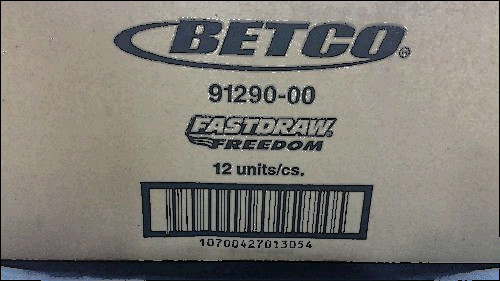 BETCO®
91290-00
FASTDRAW.
FREEDOM
12 units/cs.
10700427013054